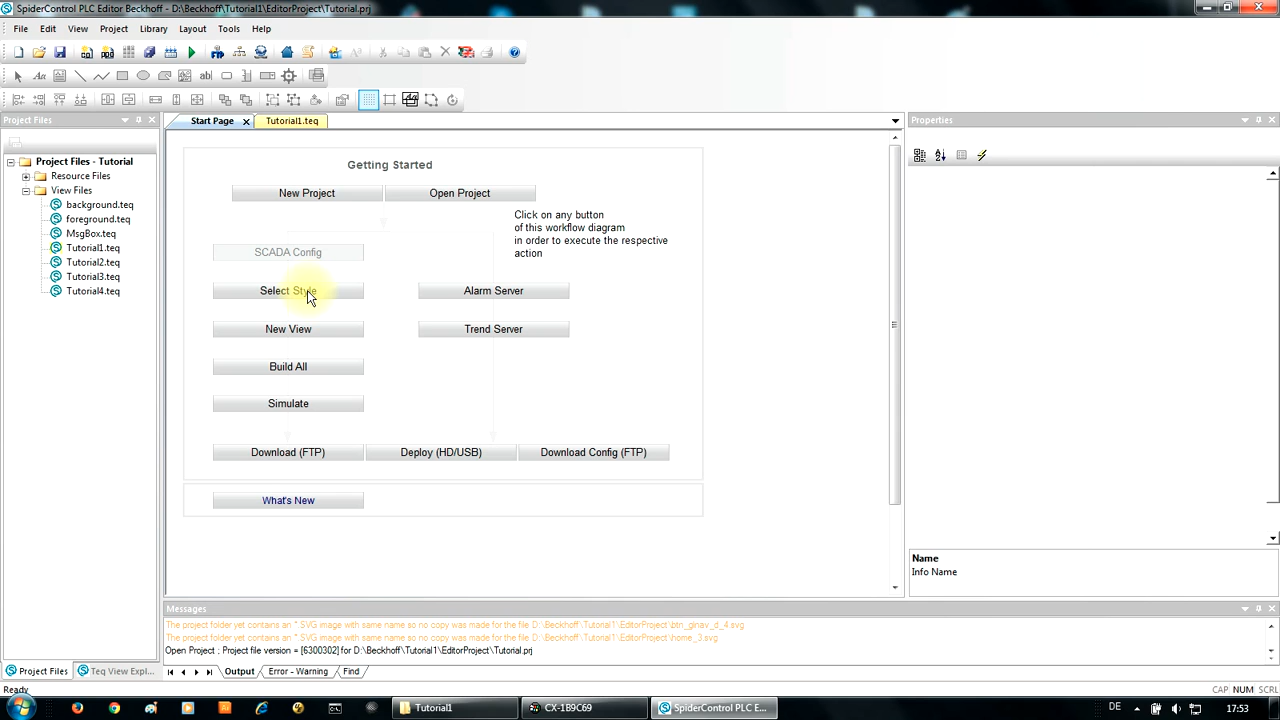 SpiderControl PLC Editor Beckhoff - D:\Beckhoff\Tutorial1\EditorProject\Tutorial.prj
File Edit View Project Library Layout Tools Help
Project Files
Start Page
Tutorial1.teq
Properties
Project Files - Tutorial
Resource Files
View Files
background.teq
foreground.teq
MsgBox.teq
Tutorial1.teq
Tutorial2.teq
Tutorial3.teq
Tutorial4.teq
Getting Started
New Project
Open Project
Click on any button
of this workflow diagram
in order to execute the respective
action
SCADA Config
Select Style
Alarm Server
New View
Trend Server
Build All
Simulate
Download (FTP)
Deploy (HD/USB)
Download Config (FTP)
What's New
Name
Info Name
Messages
The project folder yet contains an *.SVG image with same name so no copy was made for the file D:\Beckhoff\Tutorial1\EditorProject\btn_glnav_d_4.svg
The project folder yet contains an *.SVG image with same name so no copy was made for the file D:\Beckhoff\Tutorial1\EditorProject\home_3.svg
Open Project ; Project file version = [6300302] for D:\Beckhoff\Tutorial1\EditorProject\Tutorial.prj
Project Files
Teq View Expl...
Output
Error - Warning
Find
Ready
CAP NUM SCRL
Tutorial1
CX-1B9C69
SpiderControl PLC E...
DE
17:53